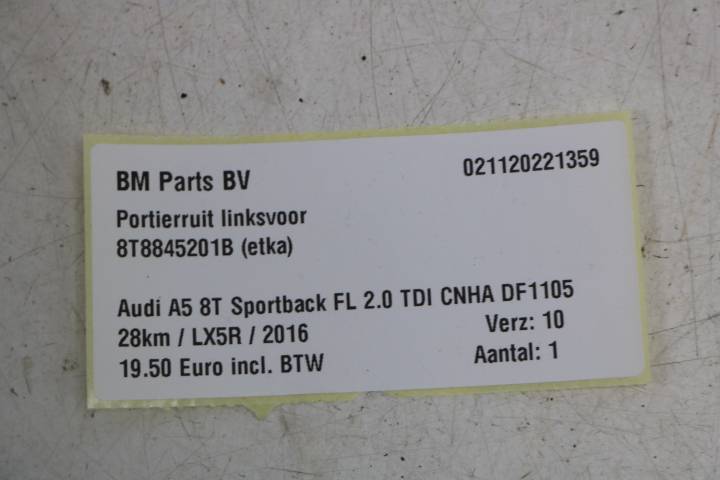 BM Parts BV
021120221359
Portierruit linksvoor
8T8845201B (etka)
Audi A5 8T Sportback FL 2.0 TDI CNHA DF1105
28km / LX5R / 2016
Verz: 10
19.50 Euro incl. BTW
Aantal: 1